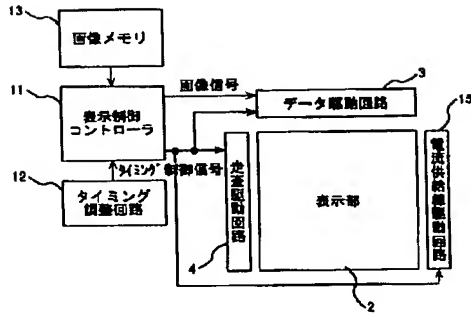 13
画像メモリ
11
表示制御
コントローラ
画像信号
3
データ駆動回路
15
タイミング制御信号
12
タイミング
調整回路
走査駆動回路
4
表示部
2
電流供給線駆動回路